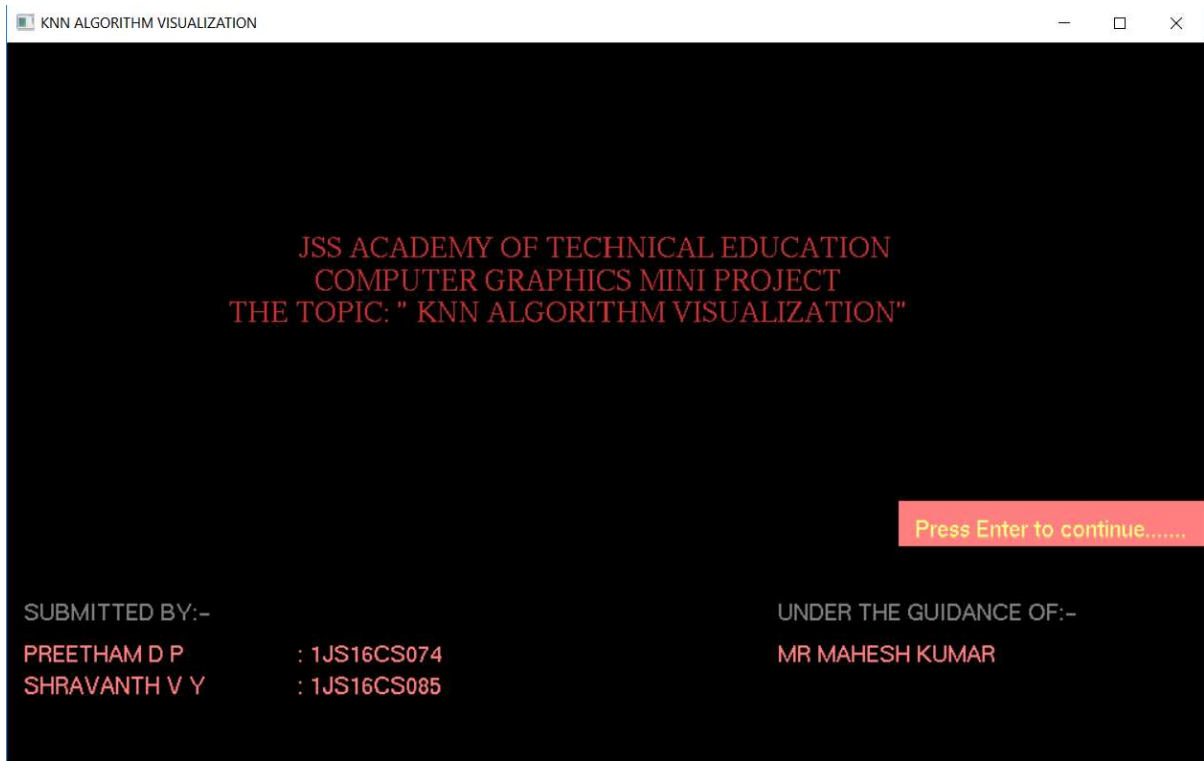 KNN ALGORITHM VISUALIZATION
JSS ACADEMY OF TECHNICAL EDUCATION
COMPUTER GRAPHICS MINI PROJECT
THE TOPIC: " KNN ALGORITHM VISUALIZATION"
Press Enter to continue.......
SUBMITTED BY:-
PREETHAM D P : 1JS16CS074
SHRAVANTH V Y : 1JS16CS085
UNDER THE GUIDANCE OF:-
MR MAHESH KUMAR